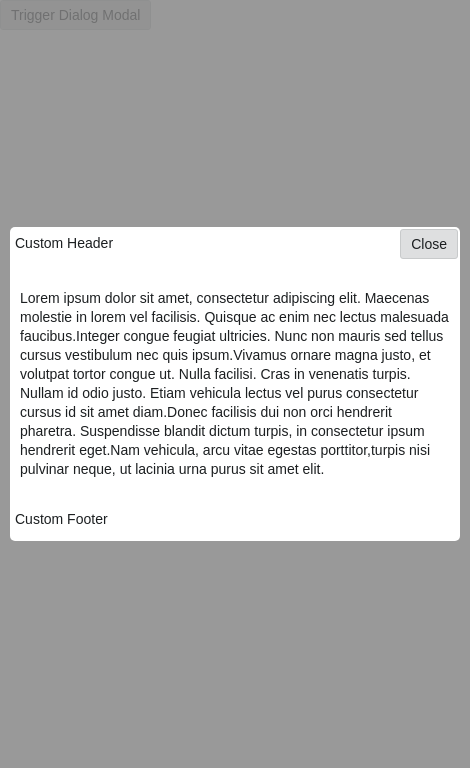 Trigger Dialog Modal
Custom Header
Close
Lorem ipsum dolor sit amet, consectetur adipiscing elit. Maecenas
molestie in lorem vel facilisis. Quisque ac enim nec lectus malesuada
faucibus.Integer congue feugiat ultricies. Nunc non mauris sed tellus
cursus vestibulum nec quis ipsum.Vivamus ornare magna justo, et
volutpat tortor congue ut. Nulla facilisi. Cras in venenatis turpis.
Nullam id odio justo. Etiam vehicula lectus vel purus consectetur
cursus id sit amet diam.Donec facilisis dui non orci hendrerit
pharetra. Suspendisse blandit dictum turpis, in consectetur ipsum
hendrerit eget.Nam vehicula, arcu vitae egestas porttitor,turpis nisi
pulvinar neque, ut lacinia urna purus sit amet elit.
Custom Footer